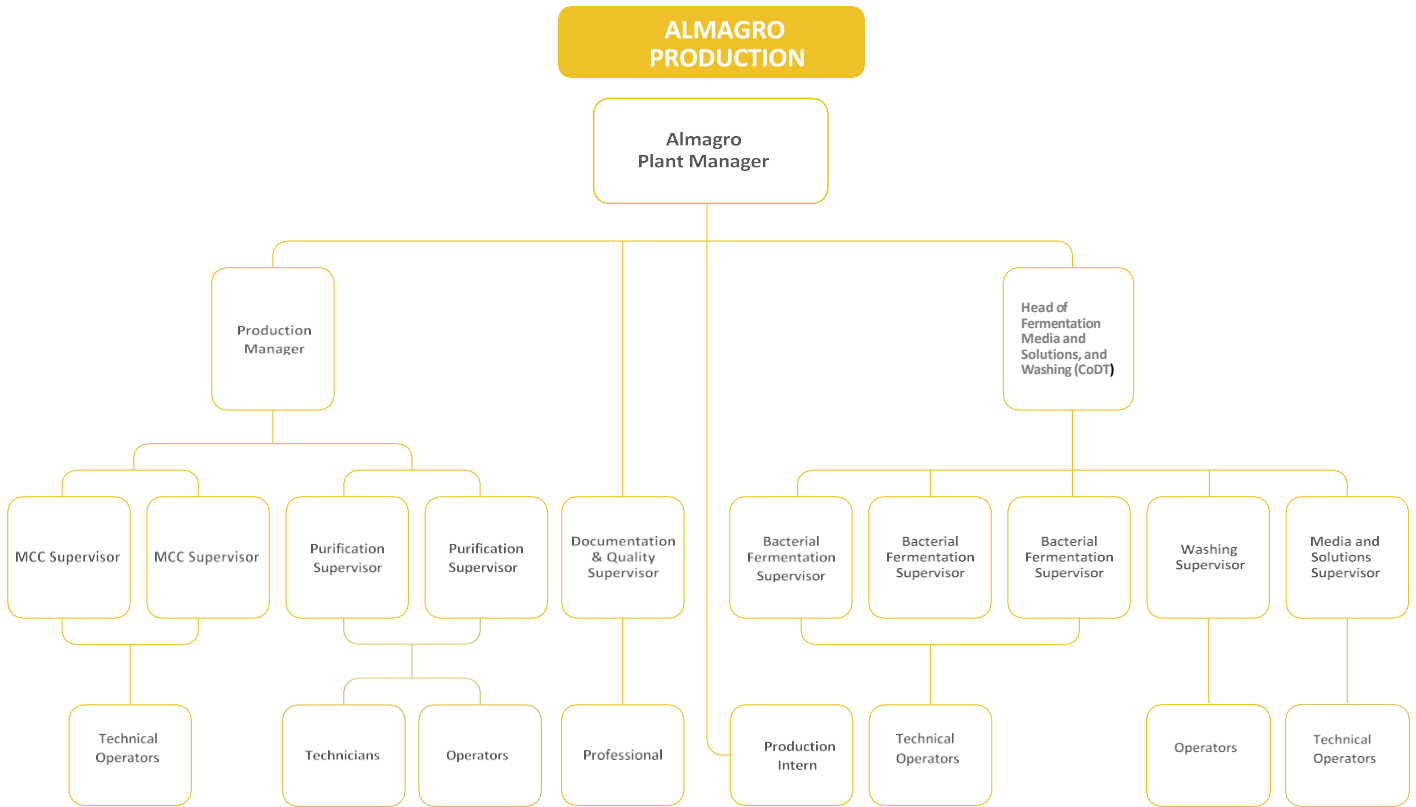 ALMAGRO
PRODUCTION
Almagro
Plant Manager
Production
Manager
Head of
Fermentation
Media and
Solutions, and
Washing (CoDT)
MCC Supervisor
MCC Supervisor
Purification
Supervisor
Purification
Supervisor
Documentation
& Quality
Supervisor
Bacterial
Fermentation
Supervisor
Bacterial
Fermentation
Supervisor
Bacterial
Fermentation
Supervisor
Washing
Supervisor
Media and
Solutions
Supervisor
Technical
Operators
Technicians
Operators
Professional
Production
Intern
Technical
Operators
Operators
Technical
Operators